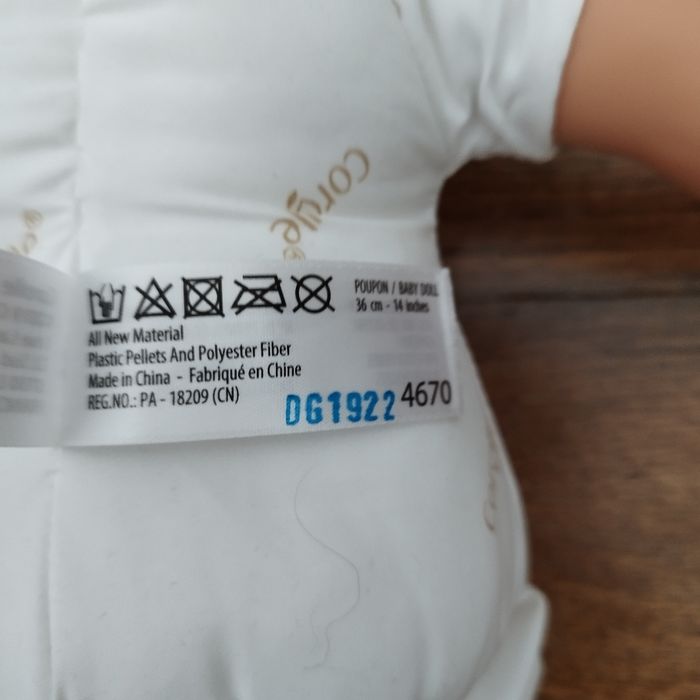 corolle
POUPON / BABY DOLL
36 cm - 14 inches
All New Material
Plastic Pellets And Polyester Fiber
Made in China - Fabriqué en Chine
REG.NO.: PA - 18209 (CN)
DG1922 4670